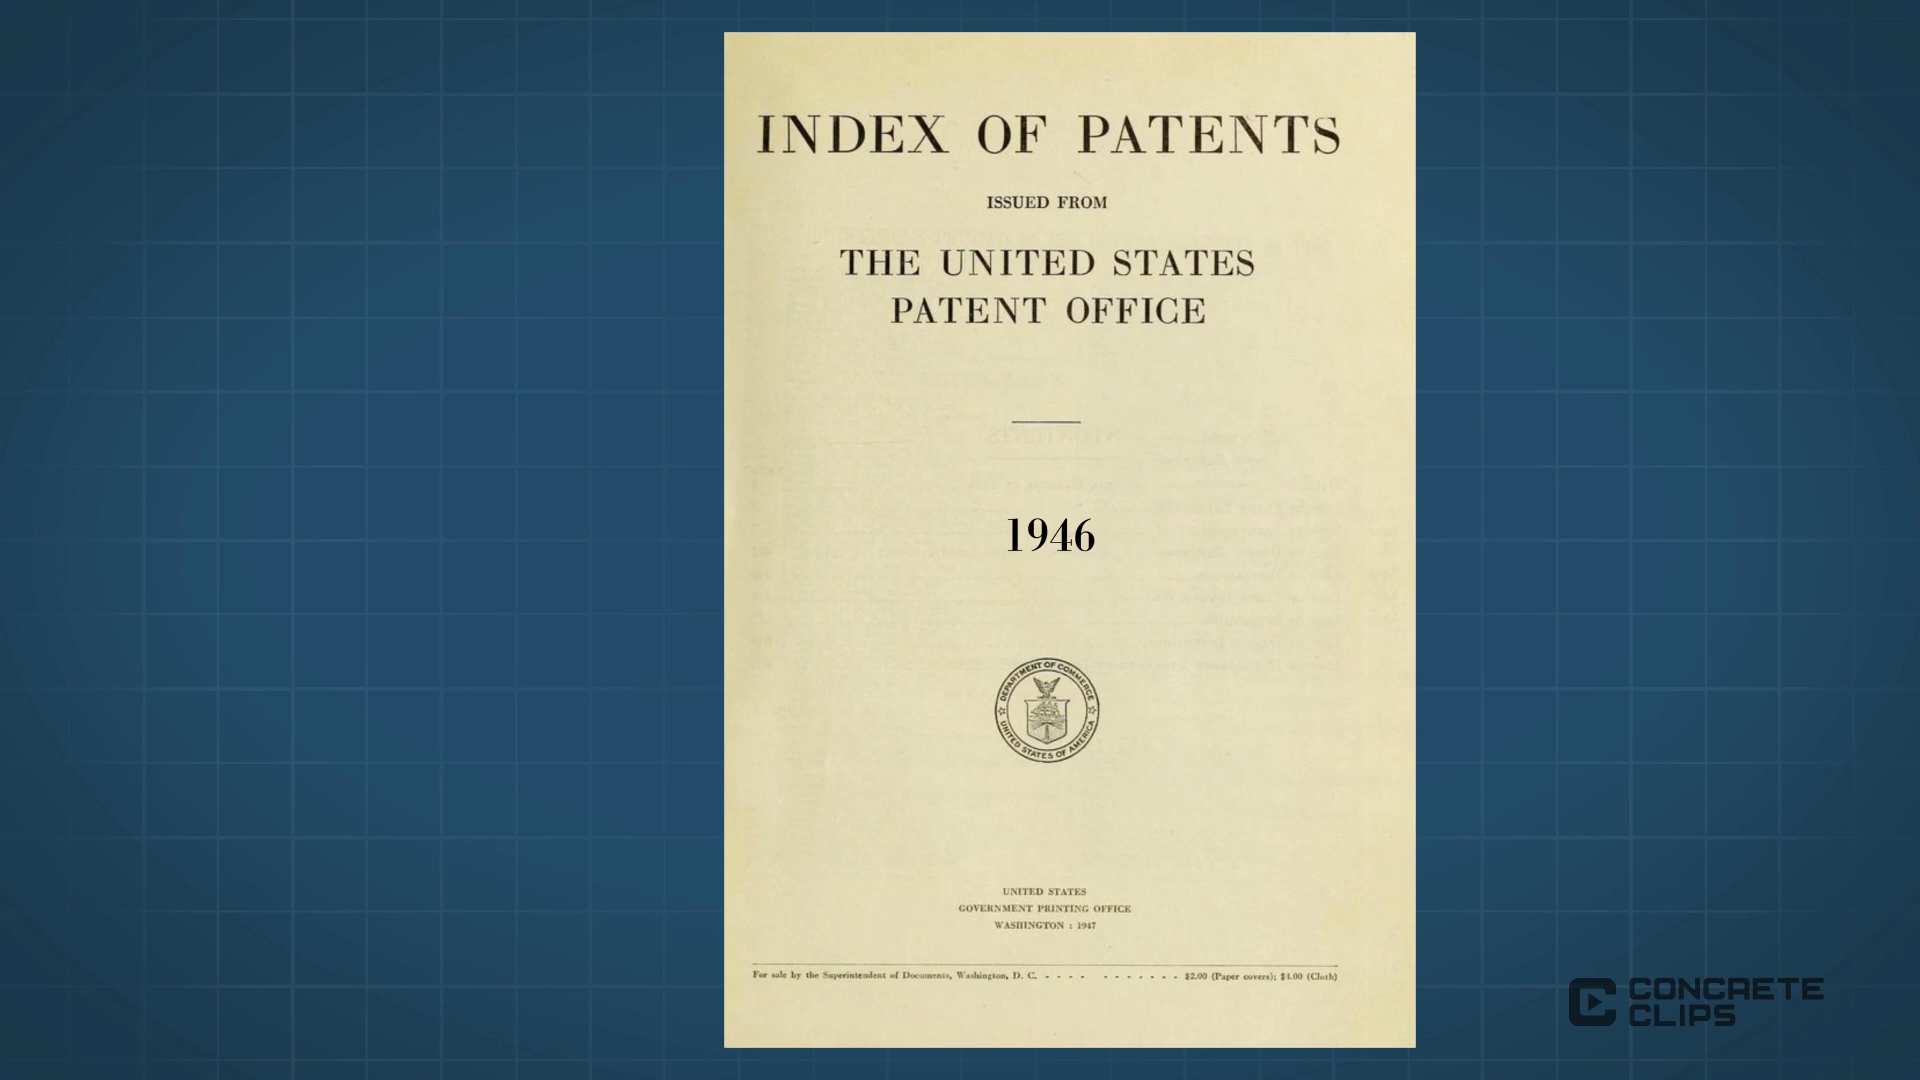 INDEX OF PATENTS
ISSUED FROM
THE UNITED STATES
PATENT OFFICE
1946
DEPARTMENT OF COMMERCE
UNITED STATES OF AMERICA
UNITED STATES
GOVERNMENT PRINTING OFFICE
WASHINGTON : 1947
For sale by the Superintendent of Documents, Washington, D. C. - - - - - - - - - - - $2.00 (Paper covers); $4.00 (Cloth)
CONCRETE
CLIPS